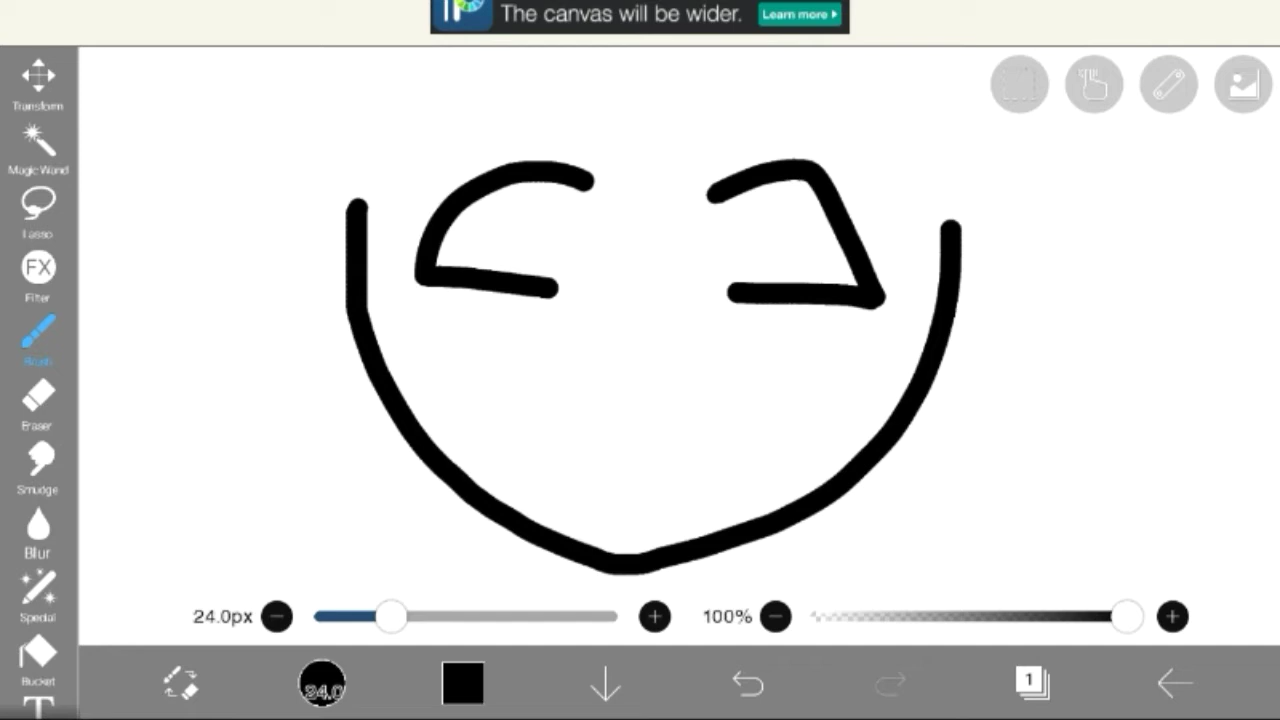 The canvas will be wider.
Learn more
Transform
Magic Wand
Lasso
FX
Filter
Brush
Eraser
Smudge
Blur
Special
Bucket
T
24.0px
100%
24.0
1